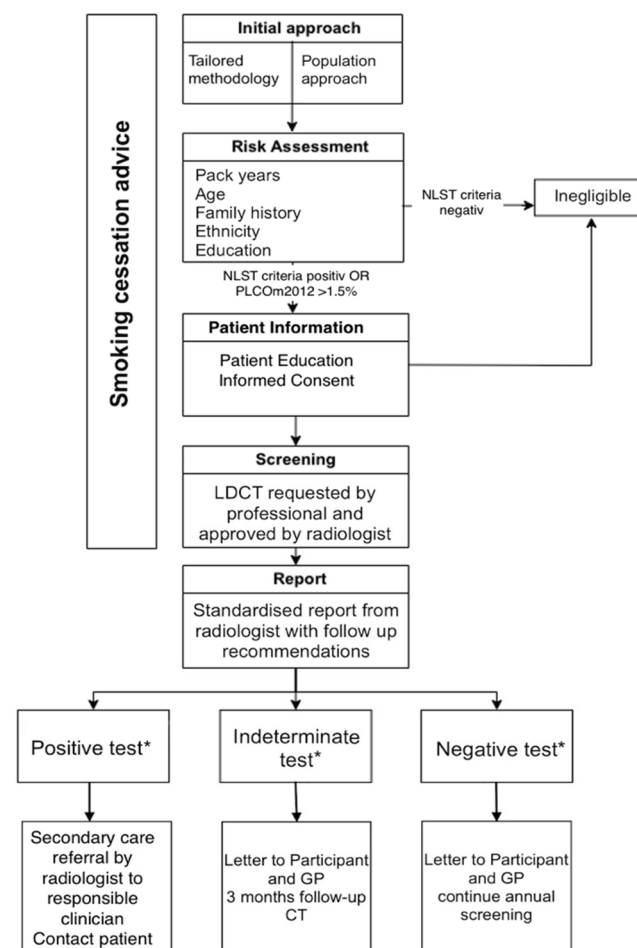 Smoking cessation advice
Initial approach
Tailored
methodology
Population
approach
Risk Assessment
Pack years
Age
Family history
Ethnicity
Education
NLST criteria
negativ
Inegligible
NLST criteria positiv OR
PLCOm2012 >1.5%
Patient Information
Patient Education
Informed Consent
Screening
LDCT requested by
professional and
approved by radiologist
Report
Standardised report from
radiologist with follow up
recommendations
Positive test*
Indeterminate
test*
Negative test*
Secondary care
referral by
radiologist to
responsible
clinician
Contact patient
Letter to Participant
and GP
3 months follow-up
CT
Letter to Participant
and GP
continue annual
screening